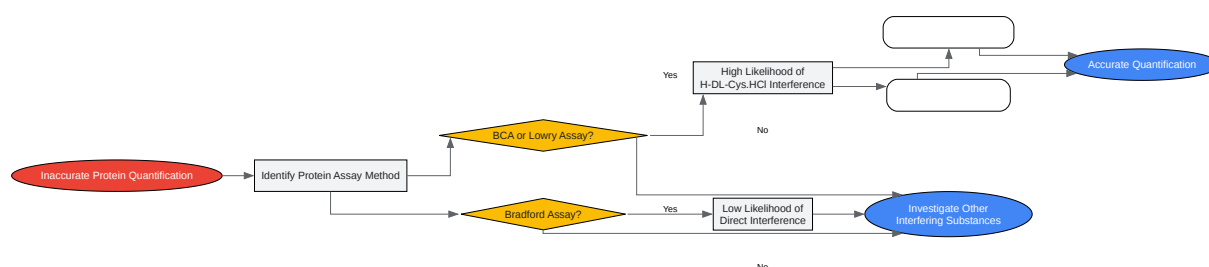 Yes
High Likelihood of
H-DL-Cys.HCl Interference
Accurate Quantification
BCA or Lowry Assay?
No
Inaccurate Protein Quantification
Identify Protein Assay Method
Bradford Assay?
Yes
Low Likelihood of
Direct Interference
Investigate Other
Interfering Substances
No